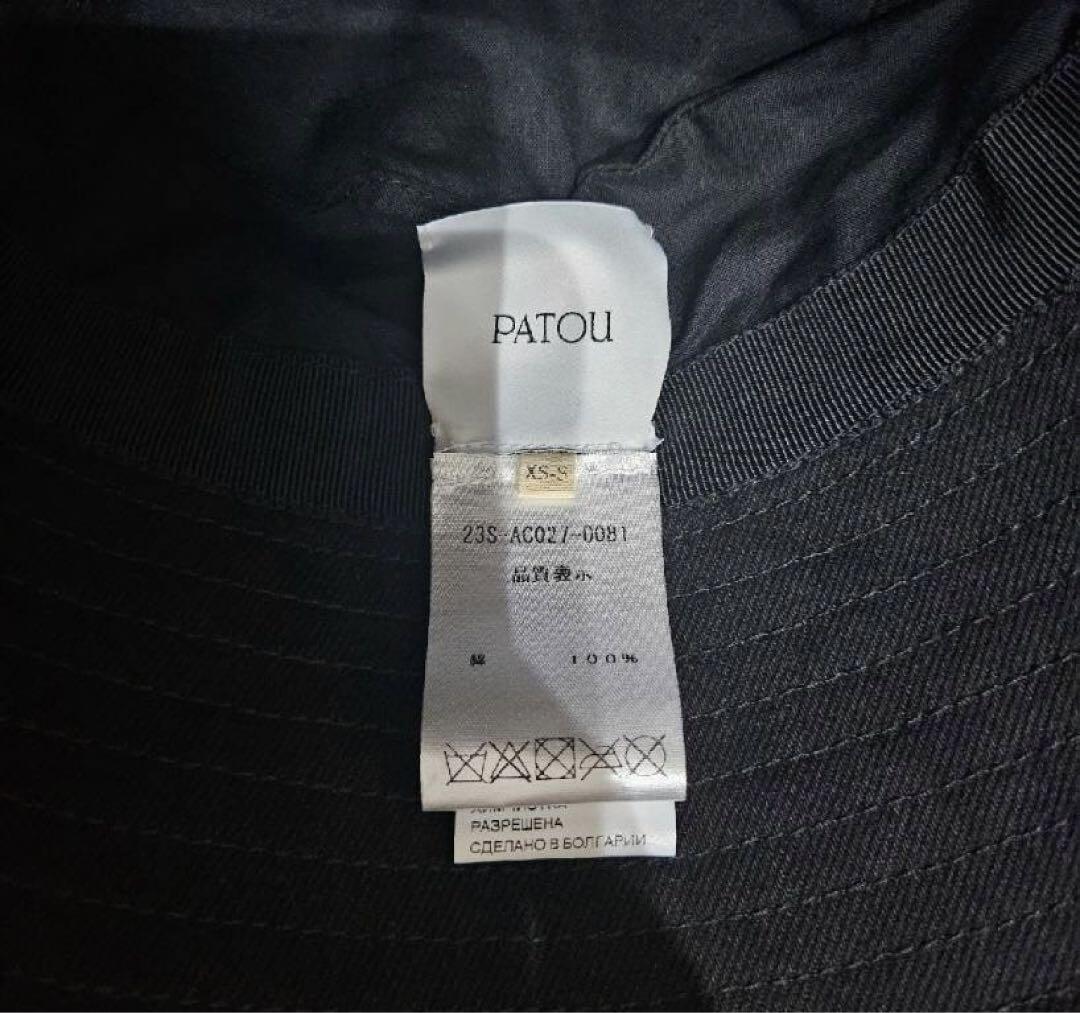 PATOU
XS-S
23S-AC027-0081
品質表示
綿 100%
РАЗРЕШЕНА
СДЕЛАНО В БОЛГАРИИ